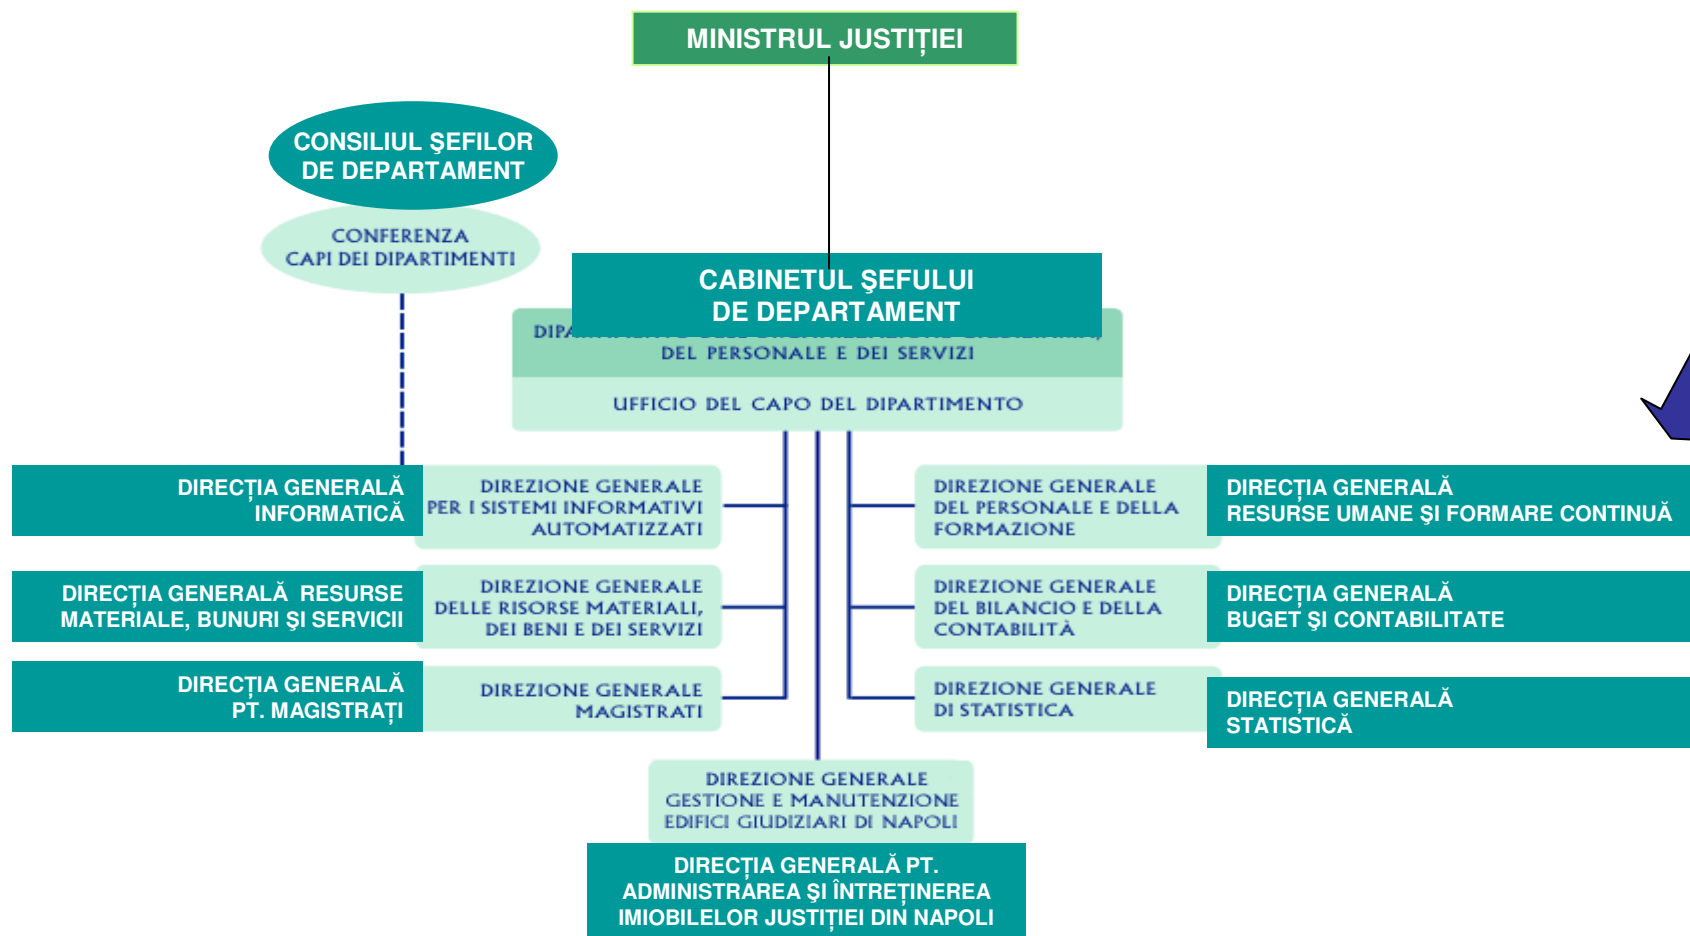 MINISTRUL JUSTIȚIEI
CONSILIUL ŞEFILOR
DE DEPARTAMENT
CONFERENZA
CAPI DEI DIPARTIMENTI
CABINETUL ŞEFULUI
DE DEPARTAMENT
DEL PERSONALE E DEI SERVIZI
UFFICIO DEL CAPO DEL DIPARTIMENTO
DIRECȚIA GENERALĂ
INFORMATICĂ
DIREZIONE GENERALE
PER I SISTEMI INFORMATIVI
AUTOMATIZZATI
DIREZIONE GENERALE
DEL PERSONALE E DELLA
FORMAZIONE
DIRECȚIA GENERALĂ
RESURSE UMANE ŞI FORMARE CONTINUĂ
DIRECȚIA GENERALĂ RESURSE
MATERIALE, BUNURI ŞI SERVICII
DIREZIONE GENERALE
DELLE RISORSE MATERIALI,
DEI BENI E DEI SERVIZI
DIREZIONE GENERALE
DEL BILANCIO E DELLA
CONTABILITÀ
DIRECȚIA GENERALĂ
BUGET ŞI CONTABILITATE
DIRECȚIA GENERALĂ
PT. MAGISTRAȚI
DIREZIONE GENERALE
MAGISTRATI
DIREZIONE GENERALE
DI STATISTICA
DIRECȚIA GENERALĂ
STATISTICĂ
DIREZIONE GENERALE
GESTIONE E MANUTENZIONE
EDIFICI GIUDIZIARI DI NAPOLI
DIRECȚIA GENERALĂ PT.
ADMINISTRAREA ŞI ÎNTREȚINEREA
IMIOBILELOR JUSTIȚIEI DIN NAPOLI